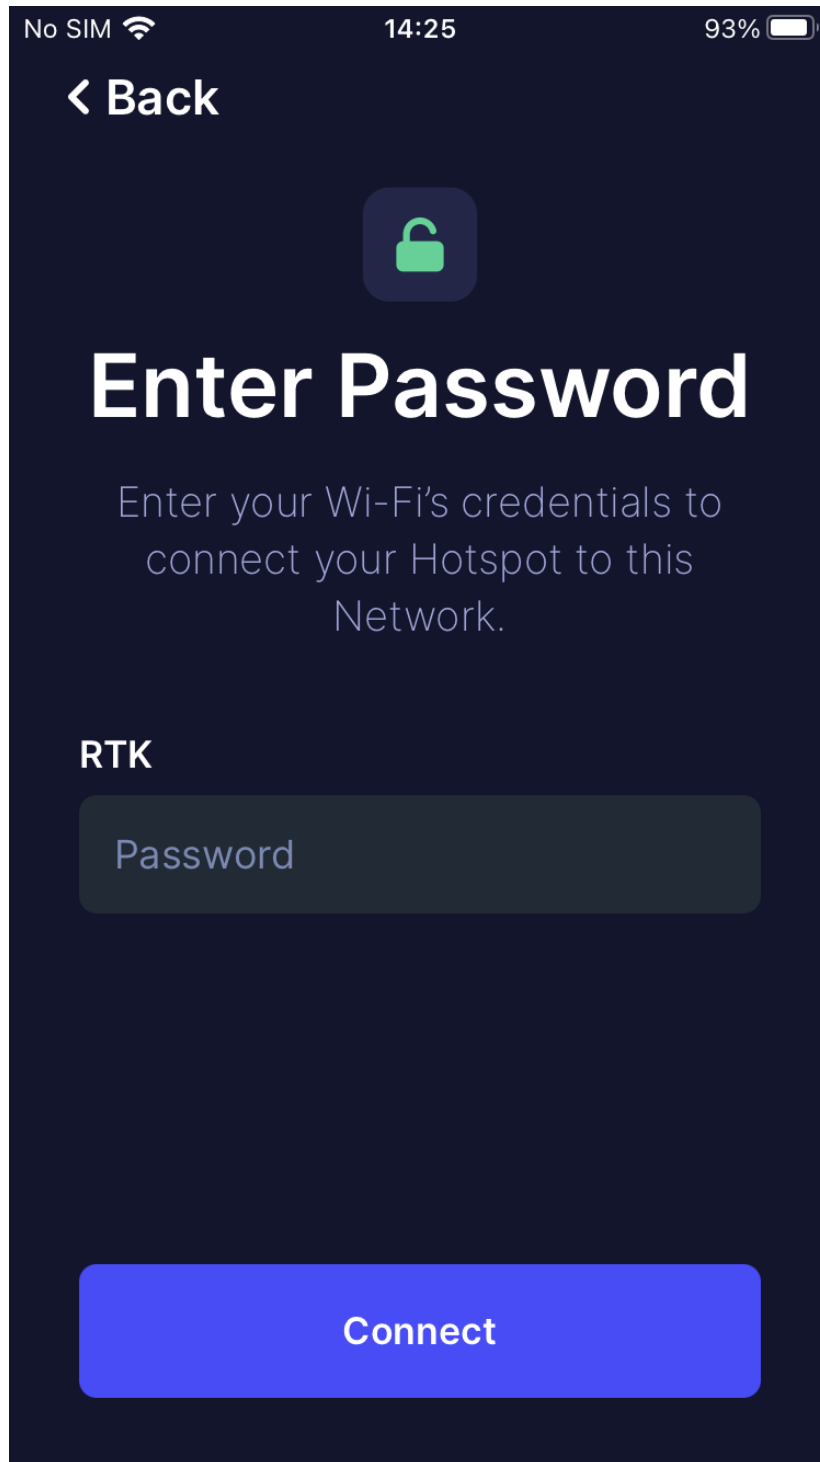 No SIM 14:25 93%
Back
Enter Password
Enter your Wi-Fi's credentials to
connect your Hotspot to this
Network.
RTK
Password
Connect